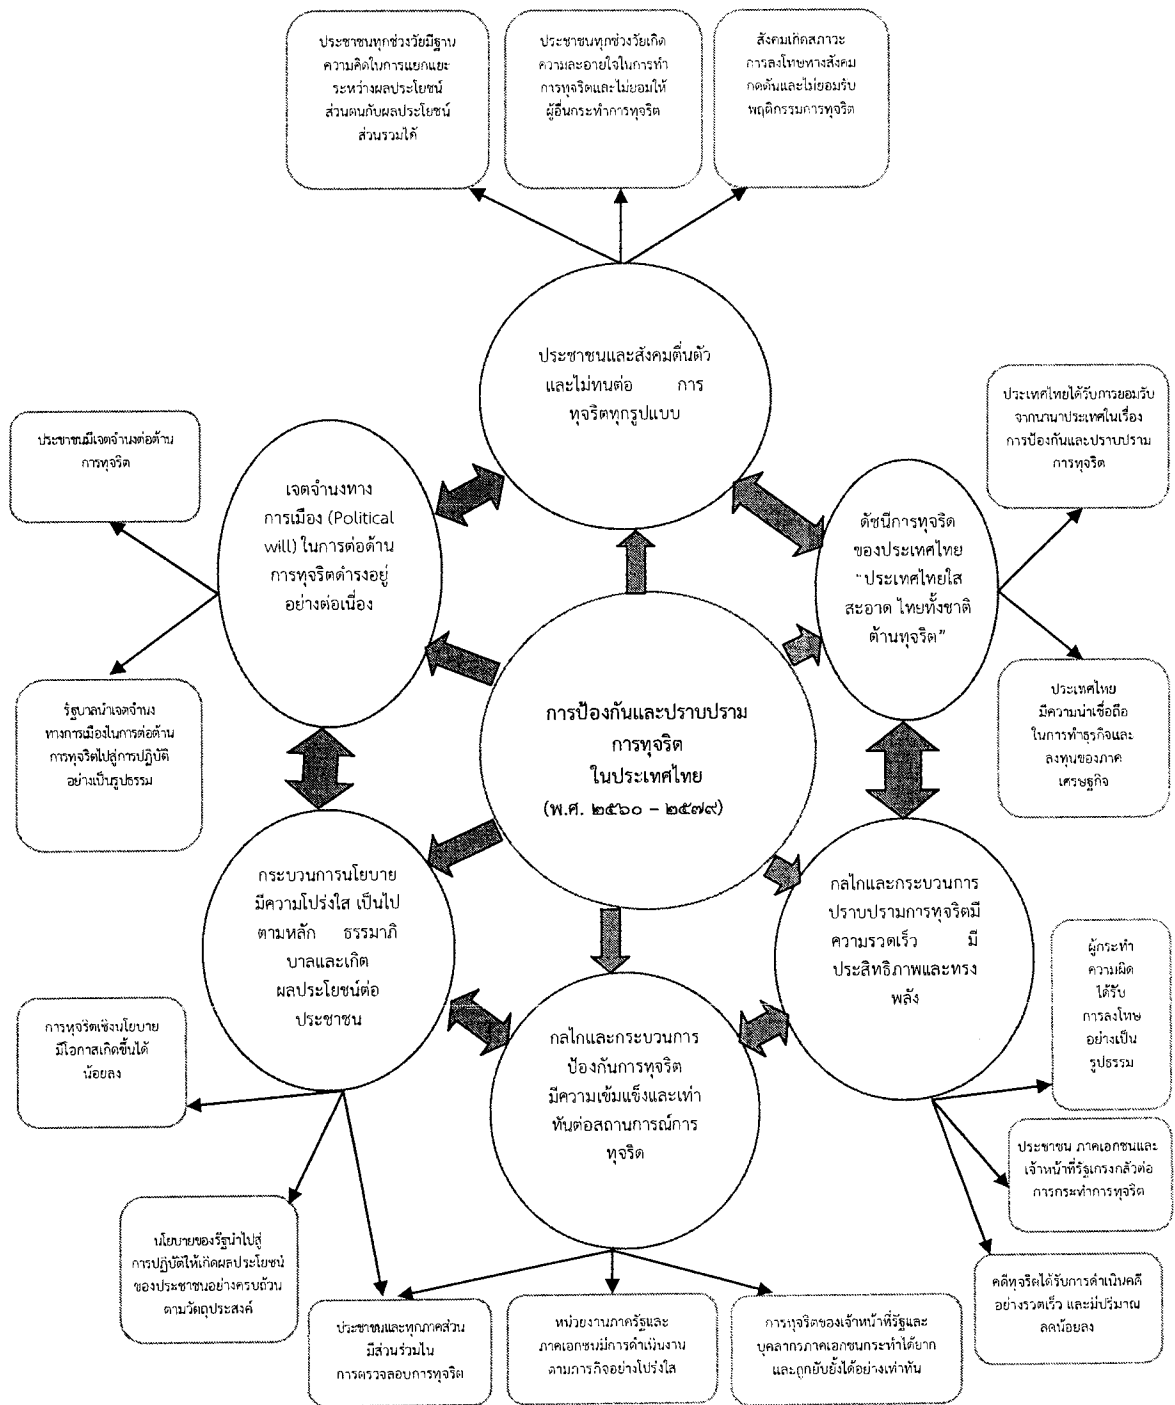 ประชาชนทุกช่วงวัยมีฐาน
ความคิดในการแยกแยะ
ระหว่างผลประโยชน์
ส่วนตนกับผลประโยชน์
ส่วนรวมได้
ประชาชนทุกช่วงวัยเกิด
ความละอายใจในการทำ
การทุจริตและไม่ยอมให้
ผู้อื่นกระทำการทุจริต
สังคมเกิดสภาวะ
การลงโทษทางสังคม
กดดันและไม่ยอมรับ
พฤติกรรมการทุจริต
ประชาชนและสังคมตื่นตัว
และไม่ทนต่อ การ
ทุจริตทุกรูปแบบ
ประชาชนมีเจตจำนงต่อต้าน
การทุจริต
เจตจำนงทาง
การเมือง (Political
will) ในการต่อต้าน
การทุจริตดำรงอยู่
อย่างต่อเนื่อง
ประเทศไทยได้รับการยอมรับ
จากนานาประเทศในเรื่อง
การป้องกันและปราบปราม
การทุจริต
ดัชนีการทุจริต
ของประเทศไทย
"ประเทศไทยใส
สะอาด ไทยทั้งชาติ
ต้านทุจริต"
รัฐบาลนำเจตจำนง
ทางการเมืองในการต่อต้าน
การทุจริตไปสู่การปฏิบัติ
อย่างเป็นรูปธรรม
การป้องกันและปราบปราม
การทุจริต
ในประเทศไทย
(พ.ศ. ๒๕๖๐ – ๒๕๗๙)
ประเทศไทย
มีความน่าเชื่อถือ
ในการทำธุรกิจและ
ลงทุนของภาค
เศรษฐกิจ
กระบวนการนโยบาย
มีความโปร่งใส เป็นไป
ตามหลัก ธรรมาภิ
บาลและเกิด
ผลประโยชน์ต่อ
ประชาชน
กลไกและกระบวนการ
ปราบปรามการทุจริตมี
ความรวดเร็ว มี
ประสิทธิภาพและทรง
พลัง
ผู้กระทำ
ความผิด
ได้รับ
การลงโทษ
อย่างเป็น
รูปธรรม
การทุจริตเชิงนโยบาย
มีโอกาสเกิดขึ้นได้
น้อยลง
กลไกและกระบวนการ
ป้องกันการทุจริต
มีความเข้มแข็งและเท่า
ทันต่อสถานการณ์การ
ทุจริต
ประชาชน ภาคเอกชนและ
เจ้าหน้าที่รัฐเกรงกลัวต่อ
การกระทำการทุจริต
นโยบายของรัฐนำไปสู่
การปฏิบัติให้เกิดผลประโยชน์
ของประชาชนอย่างครบถ้วน
ตามวัตถุประสงค์
คดีทุจริตได้รับการดำเนินคดี
อย่างรวดเร็ว และมีปริมาณ
ลดน้อยลง
ประชาชนและทุกภาคส่วน
มีส่วนร่วมใน
การตรวจสอบการทุจริต
หน่วยงานภาครัฐและ
ภาคเอกชนมีการดำเนินงาน
ตามภารกิจอย่างโปร่งใส
การทุจริตของเจ้าหน้าที่รัฐและ
บุคลากรภาคเอกชนกระทำได้ยาก
และถูกยับยั้งได้อย่างเท่าทัน